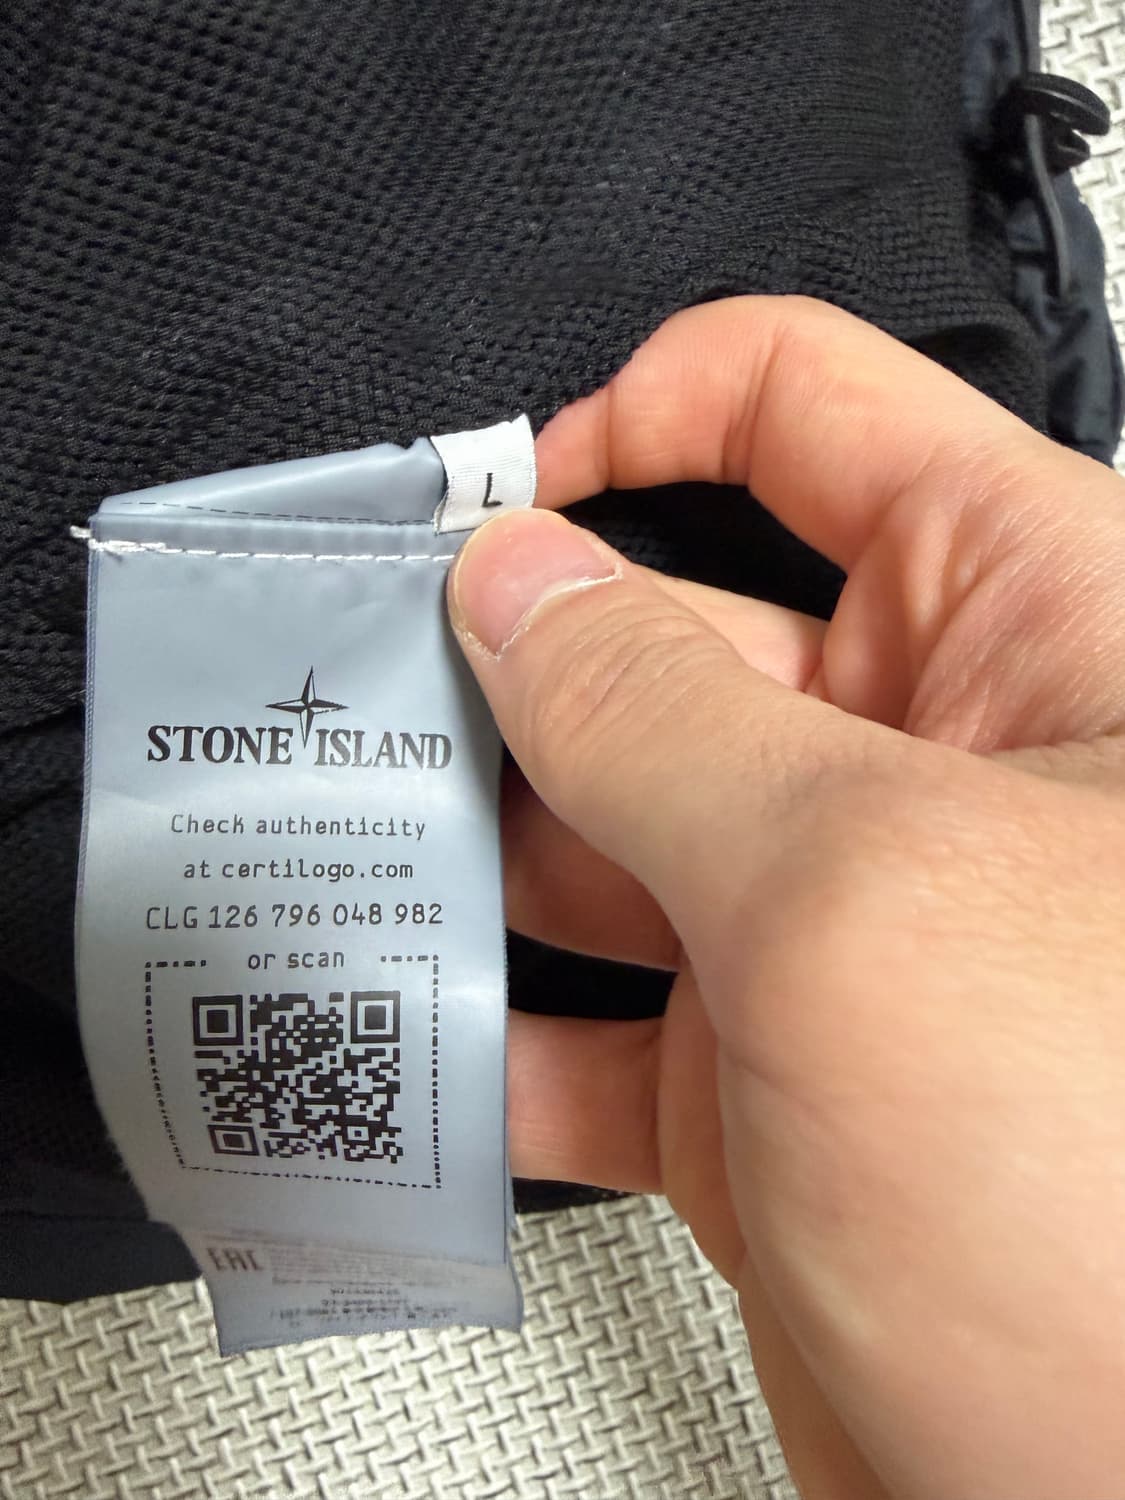 L
STONE ISLAND
Check authenticity
at certilogo.com
CLG 126 796 048 982
or scan
EAC